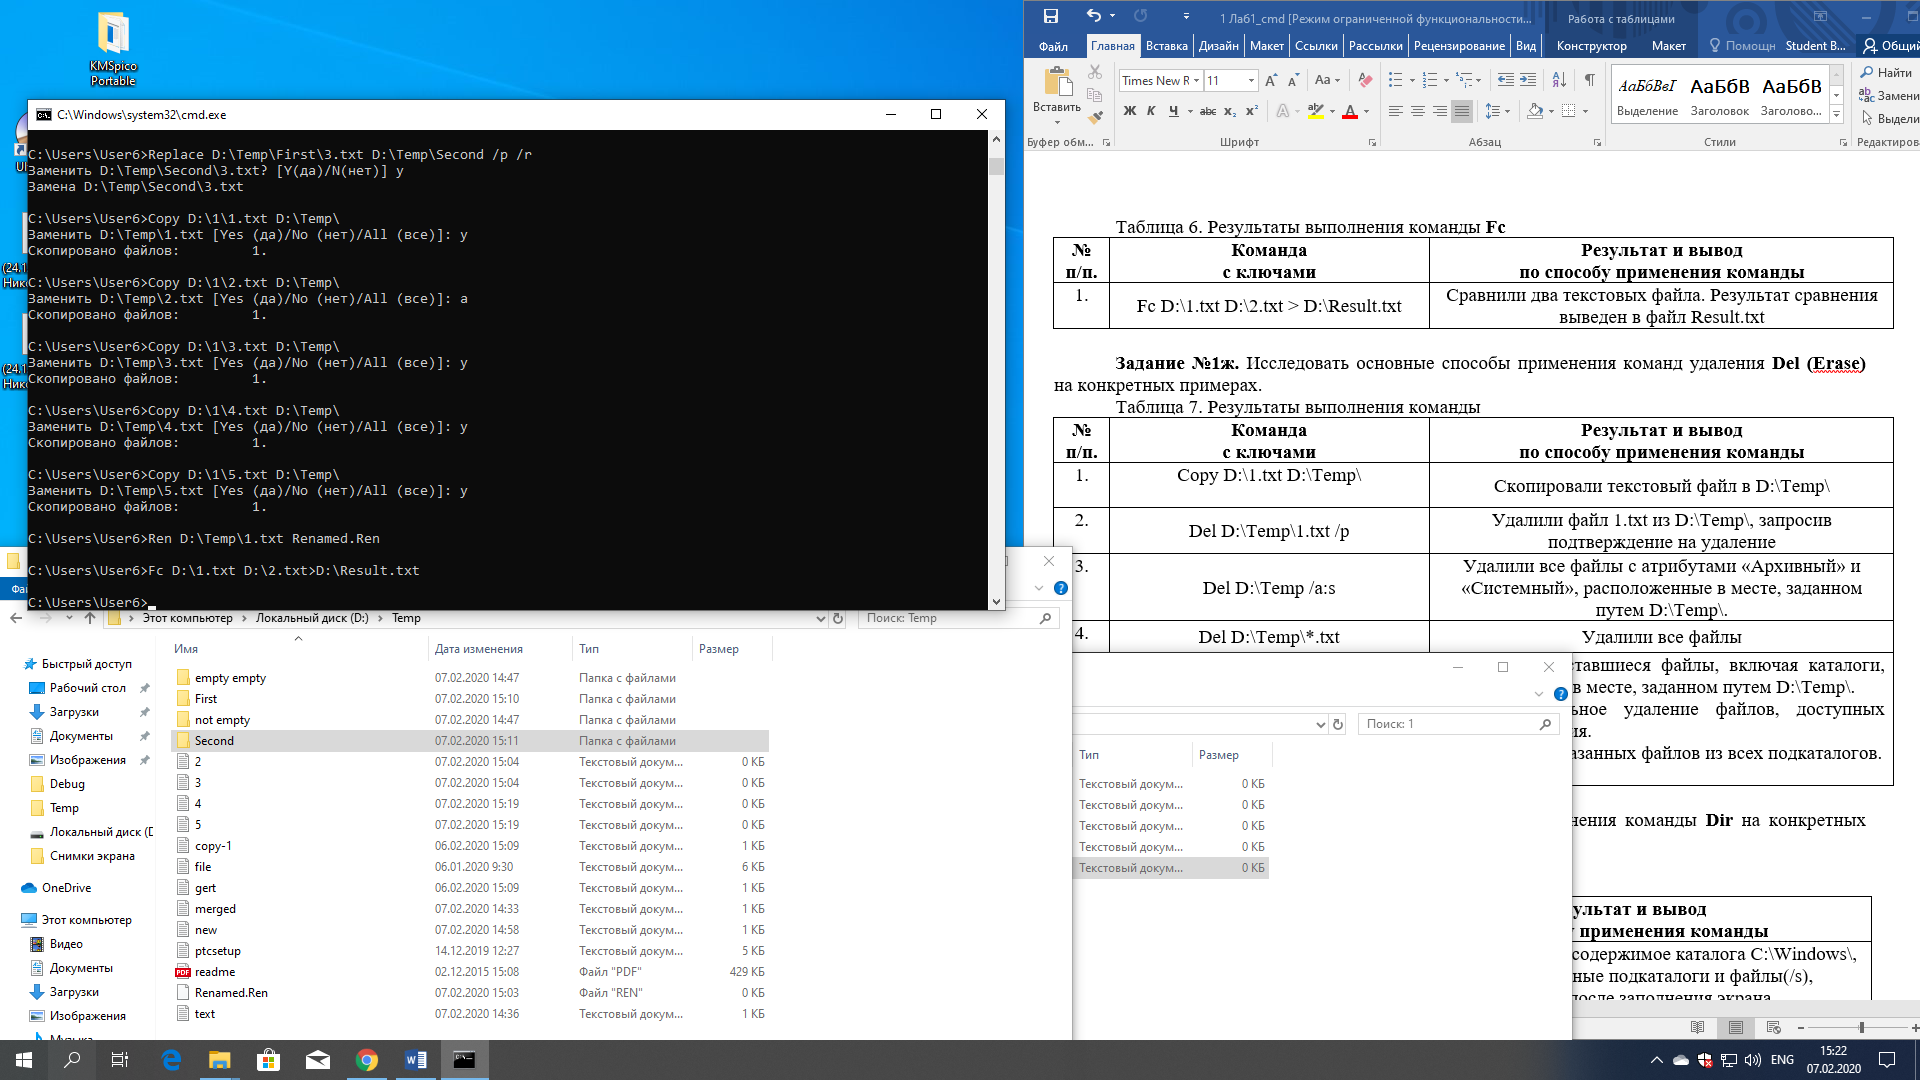 KMSpico
Portable
C:\Windows\system32\cmd.exe
C:\Users\User6>Replace D:\Temp\First\3.txt D:\Temp\Second /p /r
Заменить D:\Temp\Second\3.txt? [Y(да)/N(нет)] y
Замена D:\Temp\Second\3.txt
C:\Users\User6>Copy D:\1\1.txt D:\Temp\
Заменить D:\Temp\1.txt [Yes (да)/No (нет)/All (все)]: y
Скопировано файлов:         1.
C:\Users\User6>Copy D:\1\2.txt D:\Temp\
Заменить D:\Temp\2.txt [Yes (да)/No (нет)/All (все)]: a
Скопировано файлов:         1.
C:\Users\User6>Copy D:\1\3.txt D:\Temp\
Заменить D:\Temp\3.txt [Yes (да)/No (нет)/All (все)]: y
Скопировано файлов:         1.
C:\Users\User6>Copy D:\1\4.txt D:\Temp\
Заменить D:\Temp\4.txt [Yes (да)/No (нет)/All (все)]: y
Скопировано файлов:         1.
C:\Users\User6>Copy D:\1\5.txt D:\Temp\
Заменить D:\Temp\5.txt [Yes (да)/No (нет)/All (все)]: y
Скопировано файлов:         1.
C:\Users\User6>Ren D:\Temp\1.txt Renamed.Ren
C:\Users\User6>Fc D:\1.txt D:\2.txt>D:\Result.txt
C:\Users\User6>
Этот компьютер > Локальный диск (D:) > Temp
Поиск: Temp
Имя Дата изменения Тип Размер
Быстрый доступ
Рабочий стол
Загрузки
Документы
Изображения
Debug
Temp
Локальный диск (D
Снимки экрана
OneDrive
Этот компьютер
Видео
Документы
Загрузки
Изображения
Музыка
empty empty 07.02.2020 14:47 Папка с файлами
First 07.02.2020 15:10 Папка с файлами
not empty 07.02.2020 14:47 Папка с файлами
Second 07.02.2020 15:11 Папка с файлами
2 07.02.2020 15:04 Текстовый докум... 0 КБ
3 07.02.2020 15:04 Текстовый докум... 0 КБ
4 07.02.2020 15:19 Текстовый докум... 0 КБ
5 07.02.2020 15:19 Текстовый докум... 0 КБ
copy-1 06.02.2020 15:09 Текстовый докум... 1 КБ
file 06.01.2020 9:30 Текстовый докум... 6 КБ
gert 06.02.2020 15:09 Текстовый докум... 1 КБ
merged 07.02.2020 14:33 Текстовый докум... 1 КБ
new 07.02.2020 14:58 Текстовый докум... 1 КБ
ptcsetup 14.12.2019 12:27 Текстовый докум... 5 КБ
readme 02.12.2015 15:08 Файл "PDF" 429 КБ
Renamed.Ren 07.02.2020 15:03 Файл "REN" 0 КБ
text 07.02.2020 14:36 Текстовый докум... 1 КБ
Поиск: 1
Тип Размер
Текстовый докум... 0 КБ
Текстовый докум... 0 КБ
Текстовый докум... 0 КБ
Текстовый докум... 0 КБ
Текстовый докум... 0 КБ
1 Лаб1_cmd [Режим ограниченной функциональности... Работа с таблицами
Файл Главная Вставка Дизайн Макет Ссылки Рассылки Рецензирование Вид Конструктор Макет Помощн Student B... Общий
Вставить
Times New R 11
Ж К Ч abc x₂ x²
АаБбВвІ АаБбВ АаБбВ
Выделение Заголовок Заголово...
Найти
Замени
Выдели
Буфер обм... Шрифт Абзац Стили Редактиров
Таблица 6. Результаты выполнения команды Fc
№ п/п. Команда с ключами Результат и вывод по способу применения команды
1. Fc D:\1.txt D:\2.txt > D:\Result.txt Сравнили два текстовых файла. Результат сравнения
выведен в файл Result.txt
Задание №1ж. Исследовать основные способы применения команд удаления Del (Erase)
на конкретных примерах.
Таблица 7. Результаты выполнения команды
№ п/п. Команда с ключами Результат и вывод по способу применения команды
1. Copy D:\1.txt D:\Temp\ Скопировали текстовый файл в D:\Temp\
2. Del D:\Temp\1.txt /p Удалили файл 1.txt из D:\Temp\, запросив
подтверждение на удаление
3. Del D:\Temp /a:s Удалили все файлы с атрибутами «Архивный» и
«Системный», расположенные в месте, заданном
путем D:\Temp\.
4. Del D:\Temp\*.txt Удалили все файлы
ставшиеся файлы, включая каталоги,
в месте, заданном путем D:\Temp\.
ьное удаление файлов, доступных
ия.
азанных файлов из всех подкаталогов.
нения команды Dir на конкретных
ультат и вывод
у применения команды
содержимое каталога C:\Windows\,
ные подкаталоги и файлы(/s),
после заполнения экрана
ENG
15:22
07.02.2020